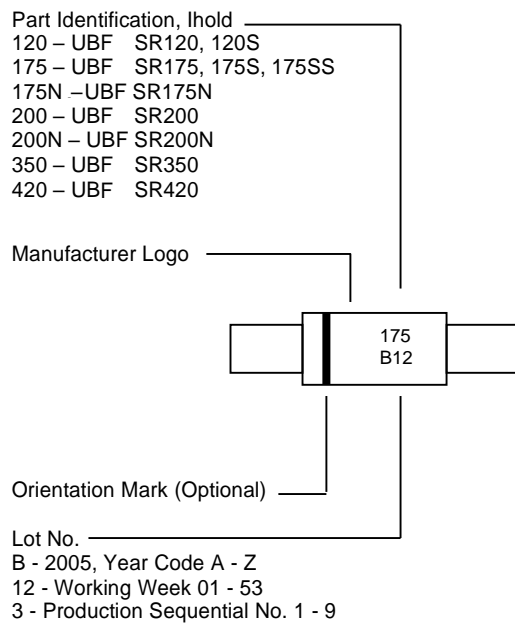 Part Identification, Ihold
120 – UBF SR120, 120S
175 – UBF SR175, 175S, 175SS
175N –UBF SR175N
200 – UBF SR200
200N – UBF SR200N
350 – UBF SR350
420 – UBF SR420
Manufacturer Logo
175
B12
Orientation Mark (Optional)
Lot No.
B - 2005, Year Code A - Z
12 - Working Week 01 - 53
3 - Production Sequential No. 1 - 9